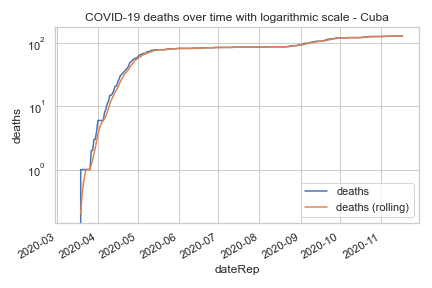 COVID-19 deaths over time with logarithmic scale - Cuba
10²
10¹
10⁰
deaths
deaths
deaths (rolling)
2020-03
2020-04
2020-05
2020-06
2020-07
2020-08
2020-09
2020-10
2020-11
dateRep